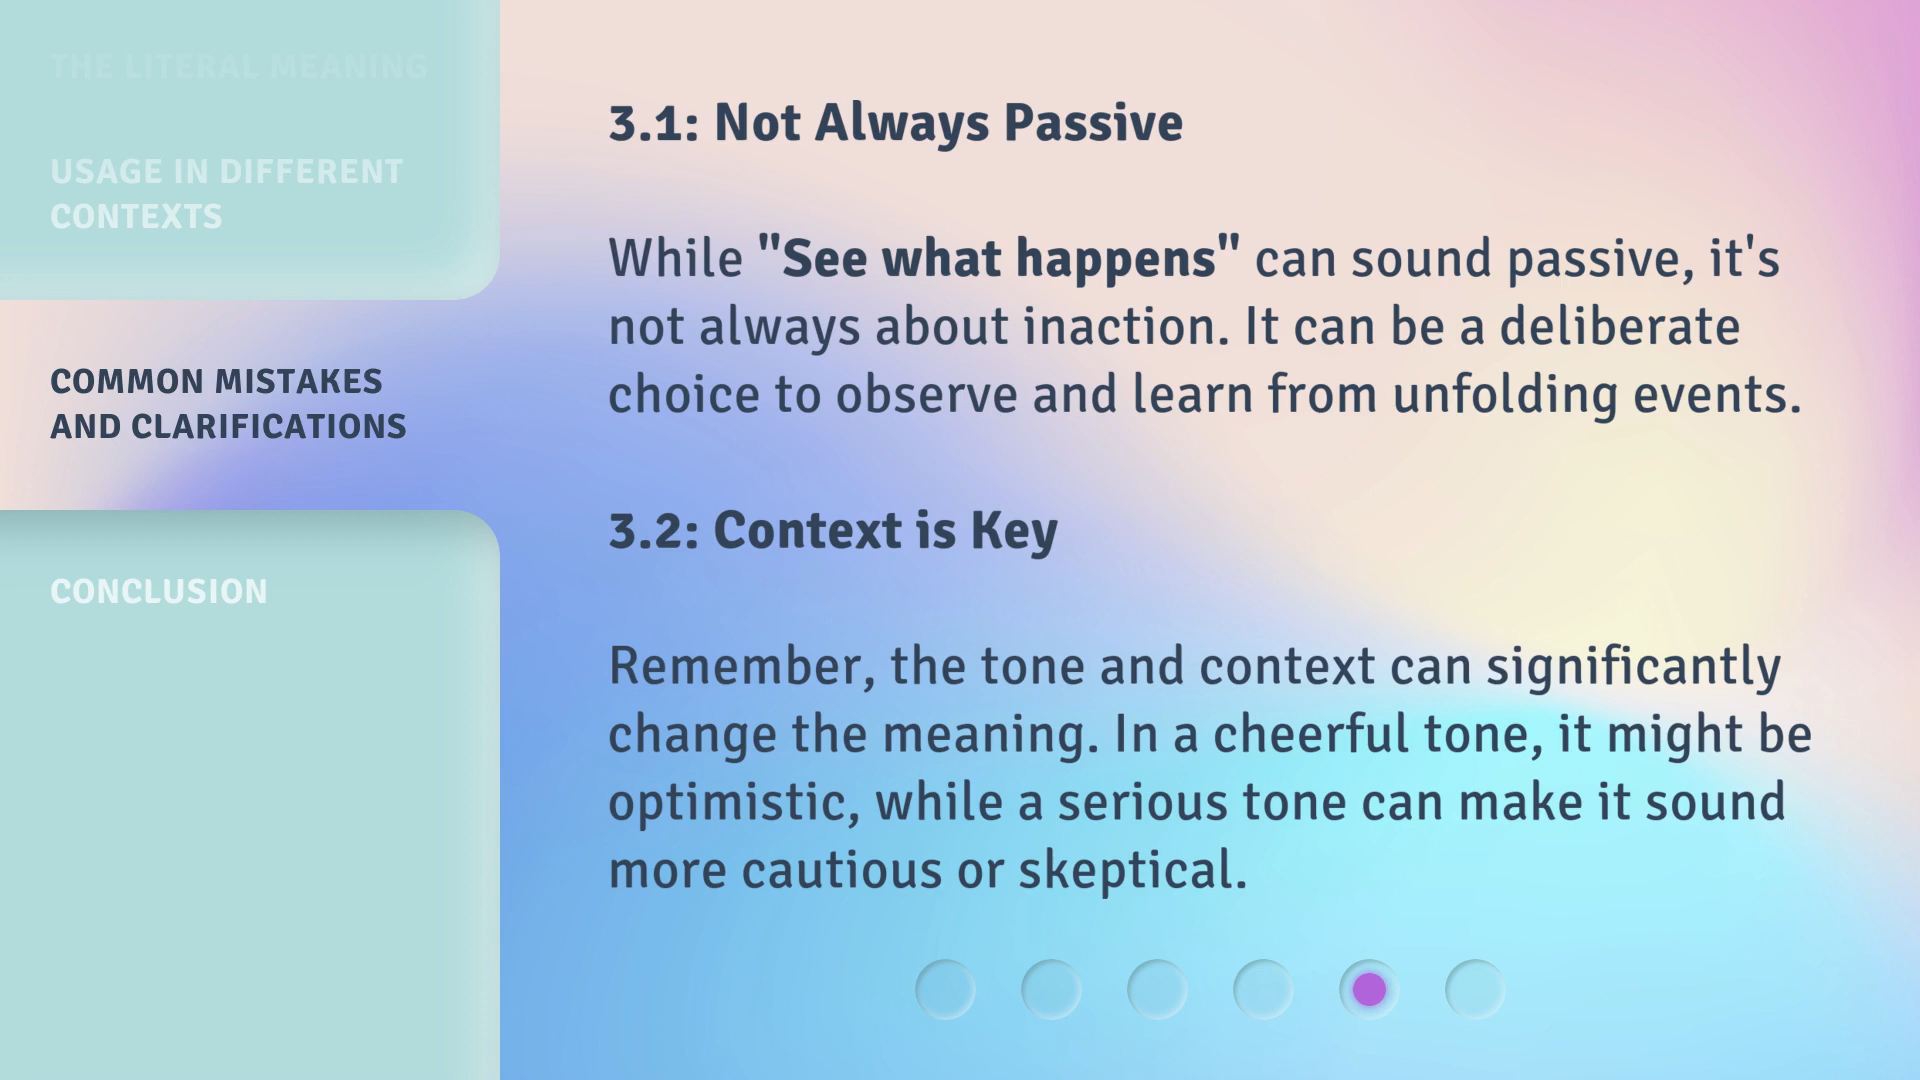 THE LITERAL MEANING
USAGE IN DIFFERENT
CONTEXTS
COMMON MISTAKES
AND CLARIFICATIONS
CONCLUSION
3.1: Not Always Passive
While "See what happens" can sound passive, it's
not always about inaction. It can be a deliberate
choice to observe and learn from unfolding events.
3.2: Context is Key
Remember, the tone and context can significantly
change the meaning. In a cheerful tone, it might be
optimistic, while a serious tone can make it sound
more cautious or skeptical.